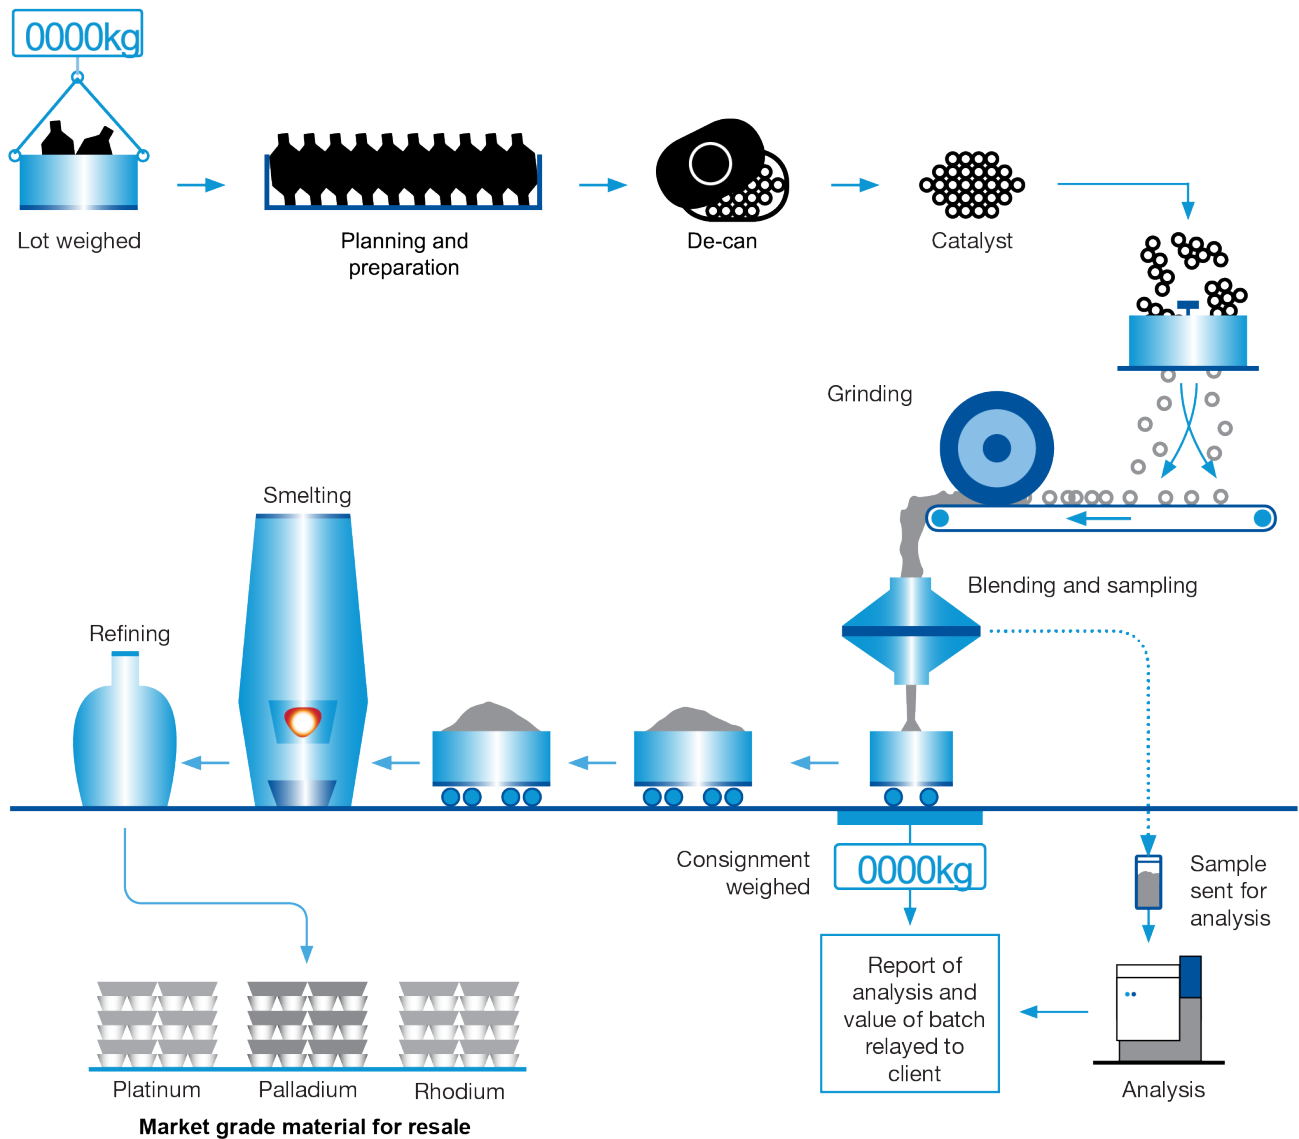 0000kg
Lot weighed
Planning and
preparation
De-can
Catalyst
Grinding
Smelting
Blending and sampling
Refining
Consignment
weighed
0000kg
Sample
sent for
analysis
Report of
analysis and
value of batch
relayed to
client
Analysis
Platinum
Palladium
Rhodium
Market grade material for resale